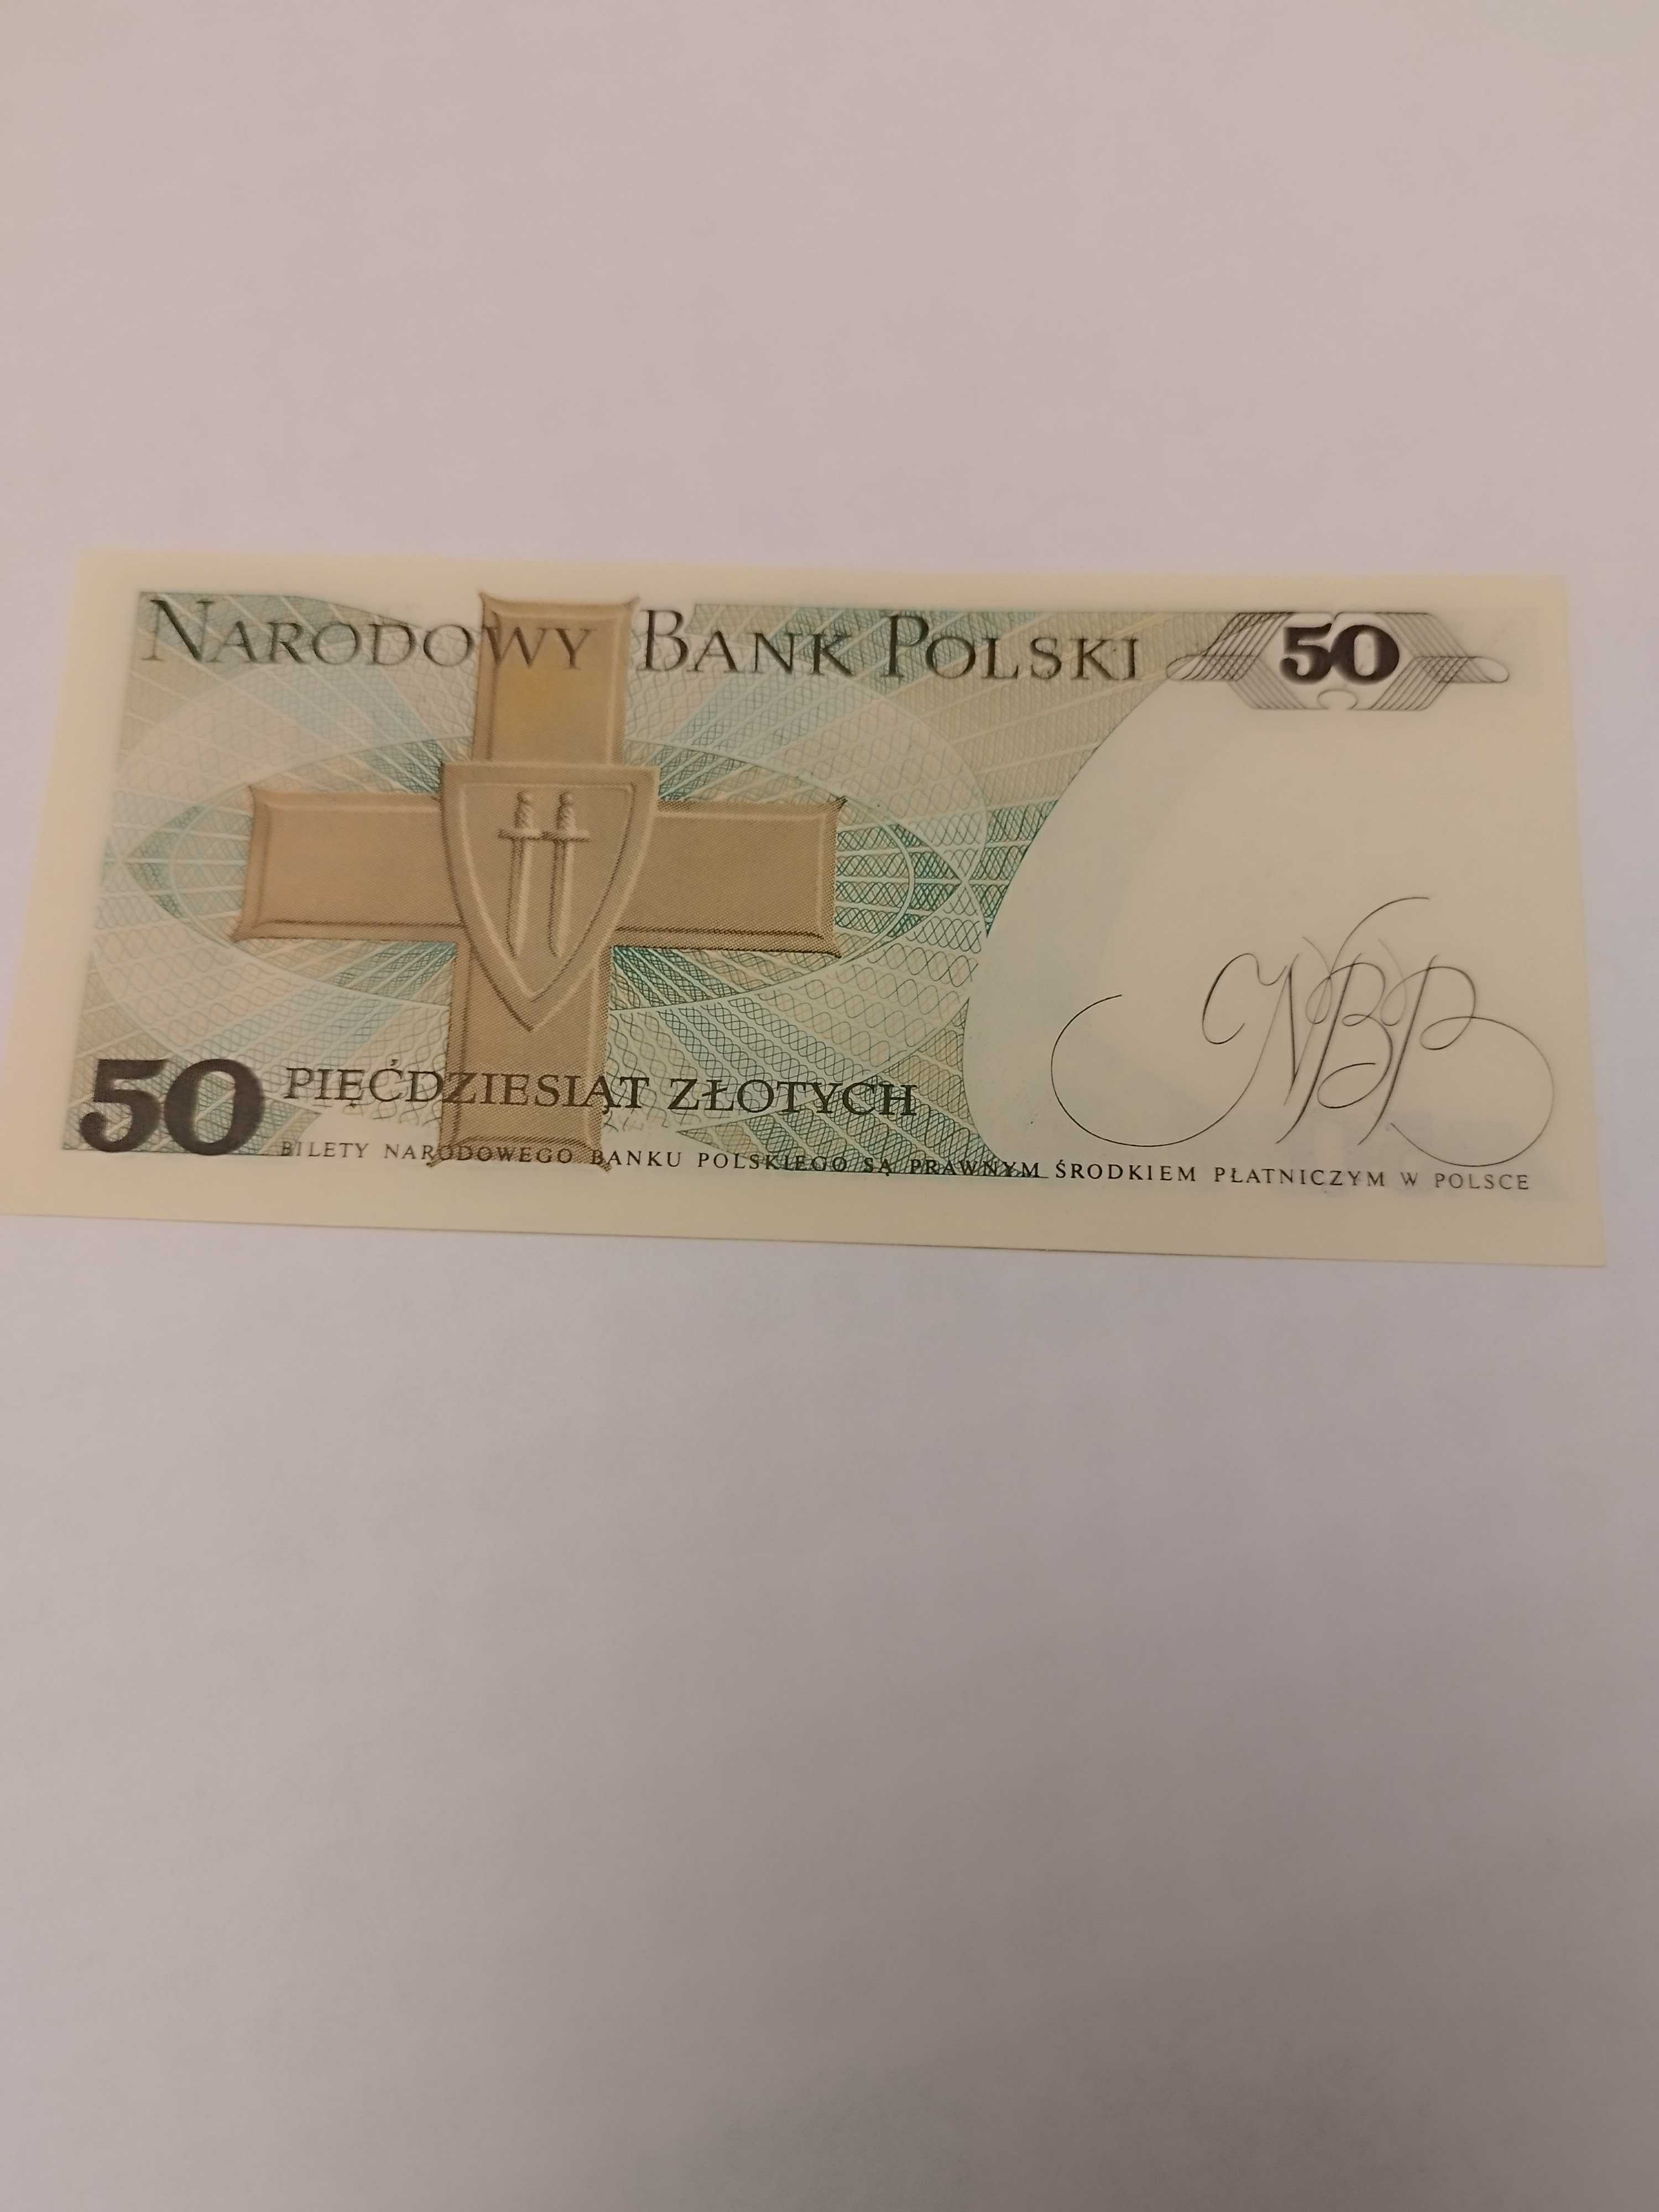 NARODOWY BANK POLSKI 50
NBP
50 PIĘĆDZIESIĄT ZŁOTYCH
BILETY NARODOWEGO BANKU POLSKIEGO SĄ PRAWNYM ŚRODKIEM PŁATNICZYM W POLSCE